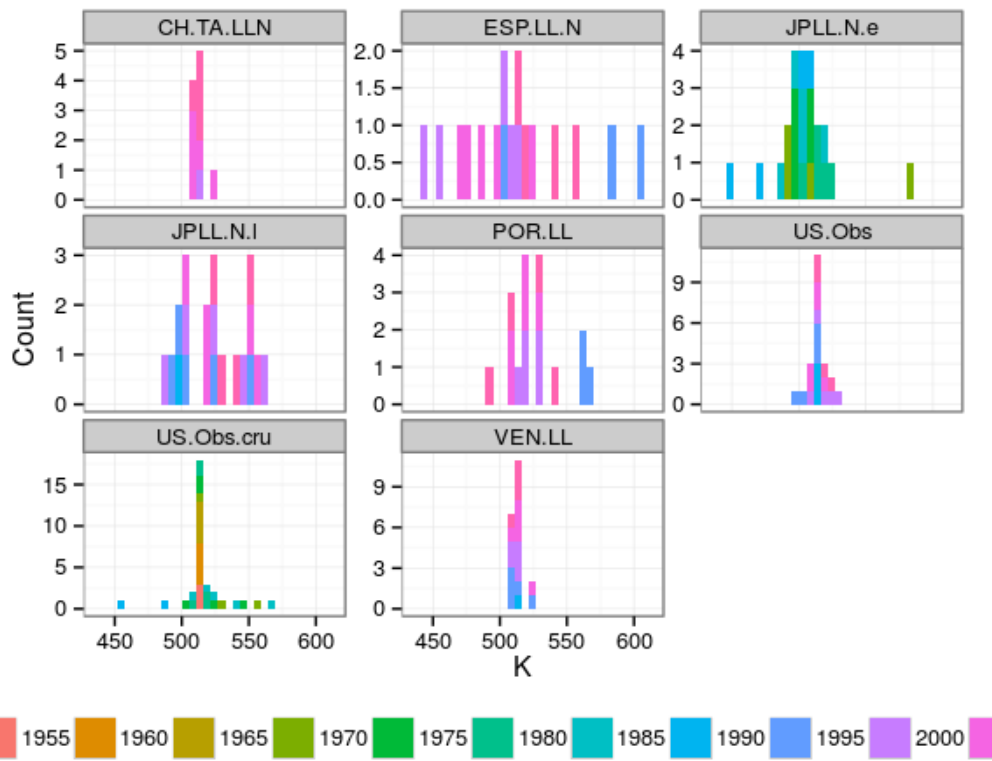 CH.TA.LLN ESP.LL.N JPLL.N.e
5 2.0 4
4 1.5 3
3 1.0 2
2 0.5 1
1 0.0 0
0
JPLL.N.l POR.LL US.Obs
3 4 9
2 3 6
1 2 3
0 1 0
0
Count
US.Obs.cru VEN.LL
15 9
10 6
5 3
0 0
450 500 550 600 450 500 550 600
K
1955 1960 1965 1970 1975 1980 1985 1990 1995 2000